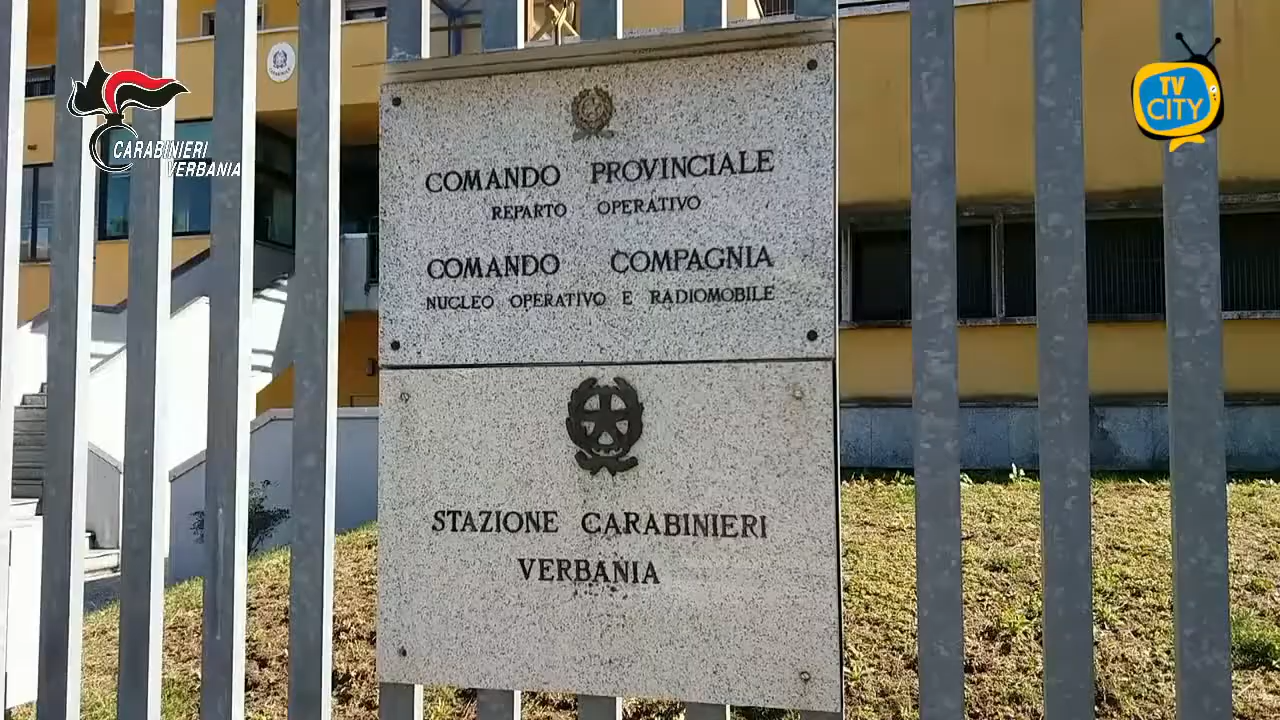 CARABINIERI
VERBANIA
TV
CITY
COMANDO PROVINCIALE
REPARTO OPERATIVO
COMANDO COMPAGNIA
NUCLEO OPERATIVO E RADIOMOBILE
STAZIONE CARABINIERI
VERBANIA